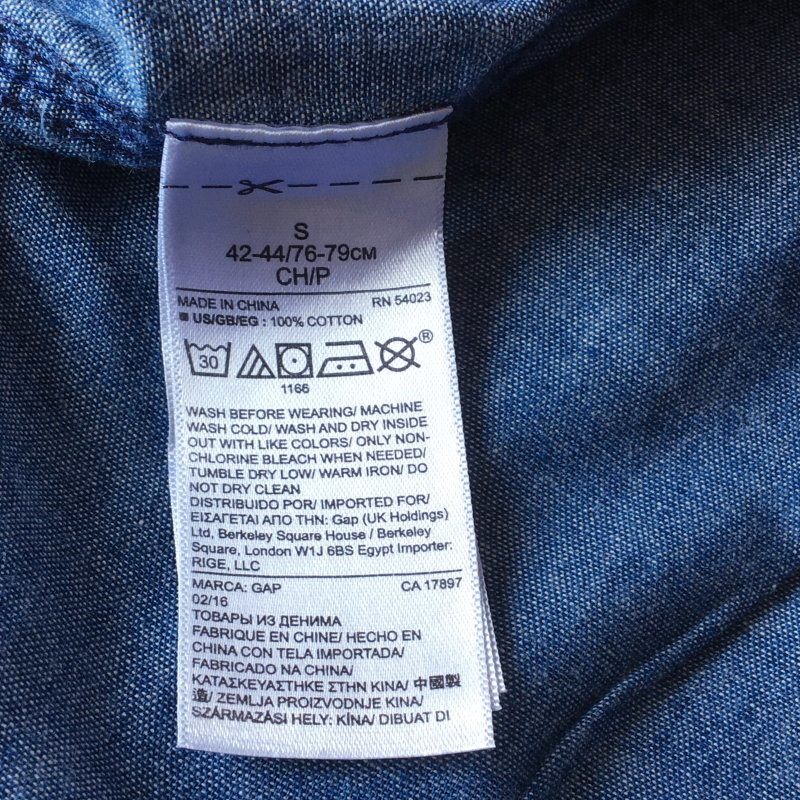 S
42-44/76-79CM
CH/P
MADE IN CHINA RN 54023
US/GB/EG : 100% COTTON
30 ®
1166
WASH BEFORE WEARING/ MACHINE
WASH COLD/ WASH AND DRY INSIDE
OUT WITH LIKE COLORS/ ONLY NON-
CHLORINE BLEACH WHEN NEEDED/
TUMBLE DRY LOW/ WARM IRON/ DO
NOT DRY CLEAN
DISTRIBUIDO POR/ IMPORTED FOR/
ΕΙΣΑΓΕΤΑΙ ΑΠΟ ΤΗΝ: Gap (UK Holdings)
Ltd, Berkeley Square House / Berkeley
Square, London W1J 6BS Egypt Importer:
RIGE, LLC
MARCA: GAP CA 17897
02/16
ТОВАРЫ ИЗ ДЕНИМА
FABRIQUE EN CHINE/ HECHO EN
CHINA CON TELA IMPORTADA/
FABRICADO NA CHINA/
ΚΑΤΑΣΚΕΥΑΣΤΗΚΕ ΣΤΗΝ ΚΙΝΑ/ 中國製
造/ ZEMLJA PROIZVODNJE KINA/
SZÁRMAZÁSI HELY: KÍNA/ DIBUAT DI